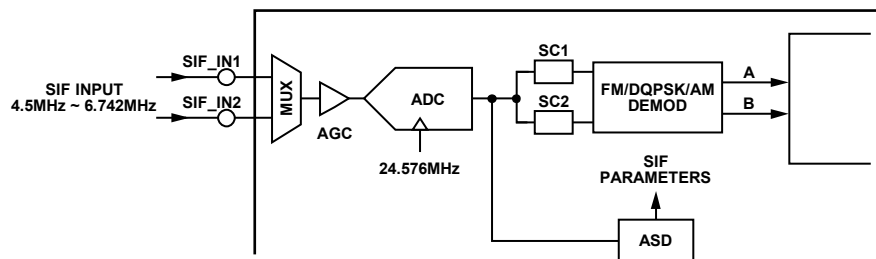 SIF INPUT
4.5MHz ~ 6.742MHz
SIF_IN1
SIF_IN2
MUX
AGC
ADC
24.576MHz
SC1
SC2
FM/DQPSK/AM
DEMOD
A
B
SIF
PARAMETERS
ASD